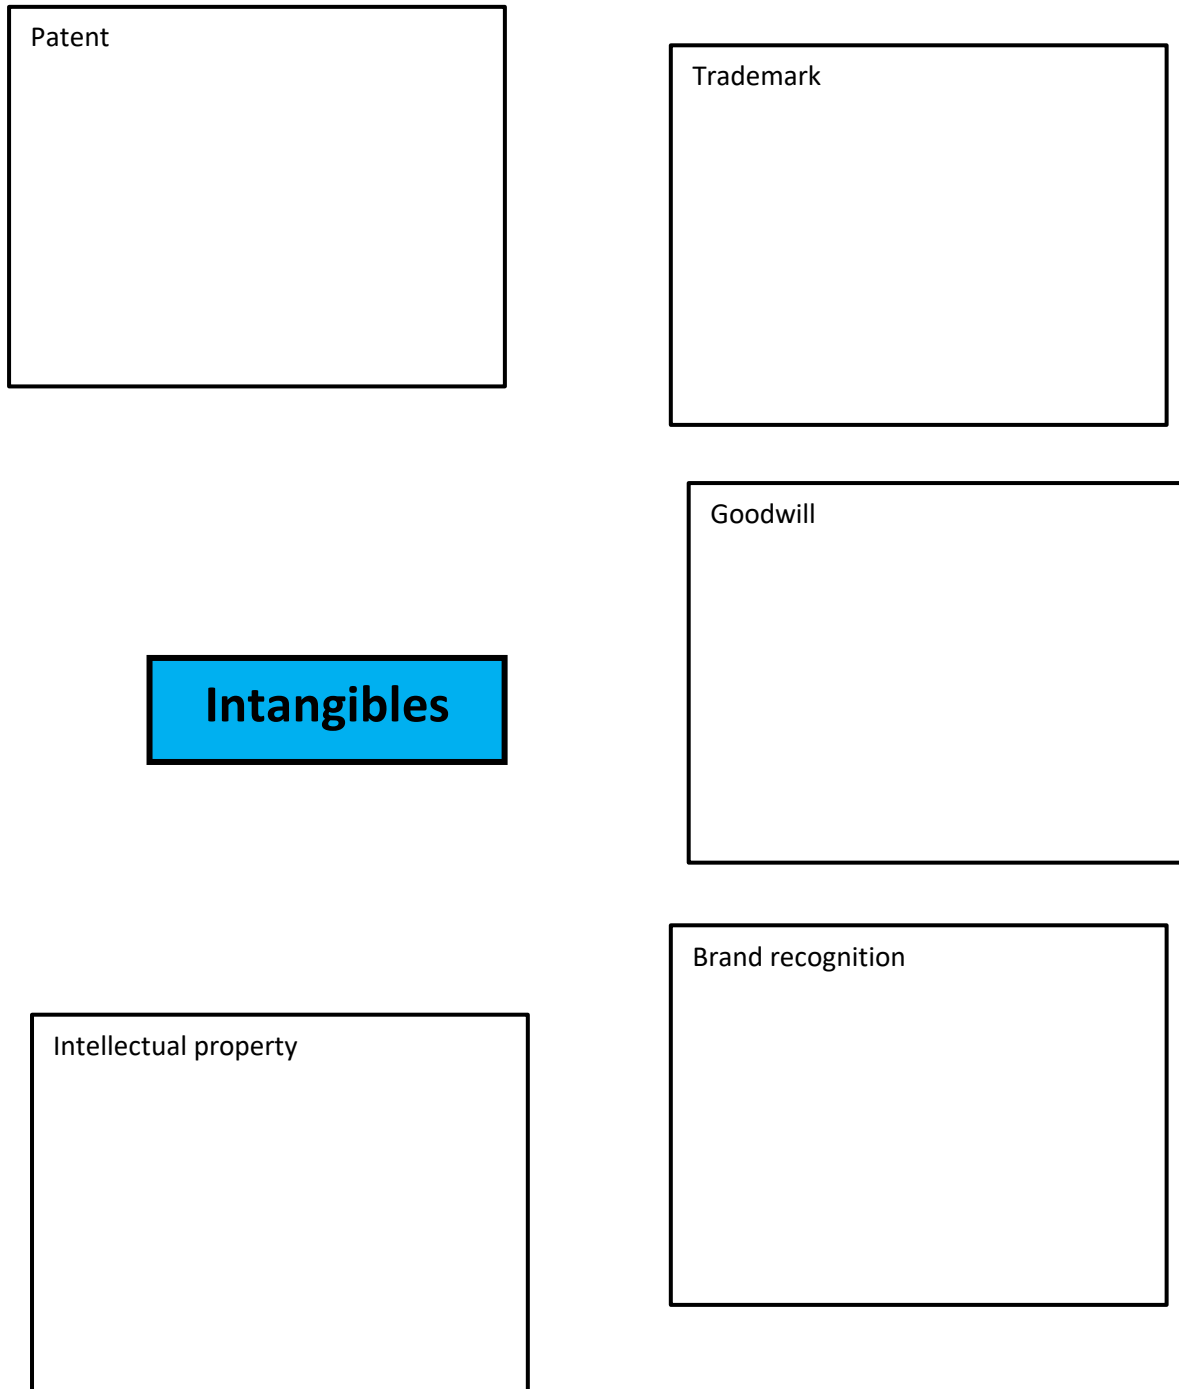 Patent
Trademark
Goodwill
Intangibles
Brand recognition
Intellectual property